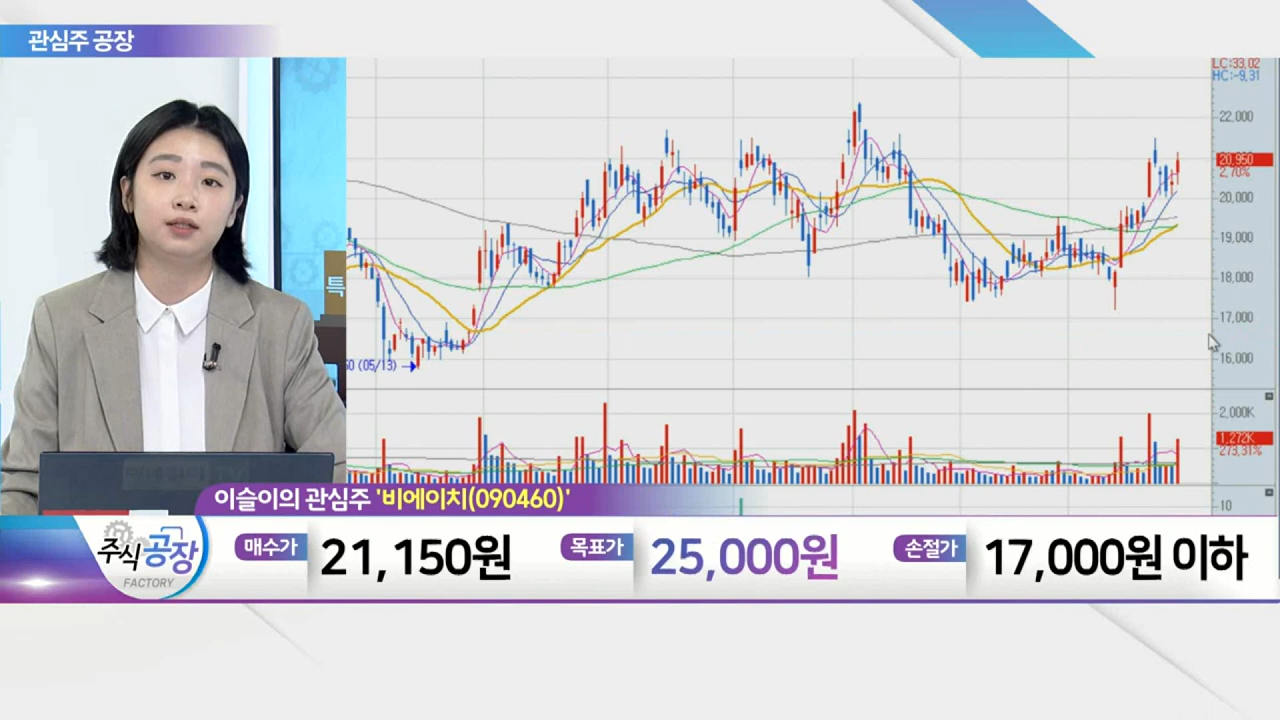 관심주 공장
LC:33,02
HC:-9,31
22,000
20,950
2,70%
20,000
19,000
18,000
17,000
16,000
(05/13)
2,000K
1,272K
273,31%
10
특
이슬이의 관심주 '비에이치(090460)'
주식공장
FACTORY
매수가 21,150원 목표가 25,000원 손절가 17,000원 이하